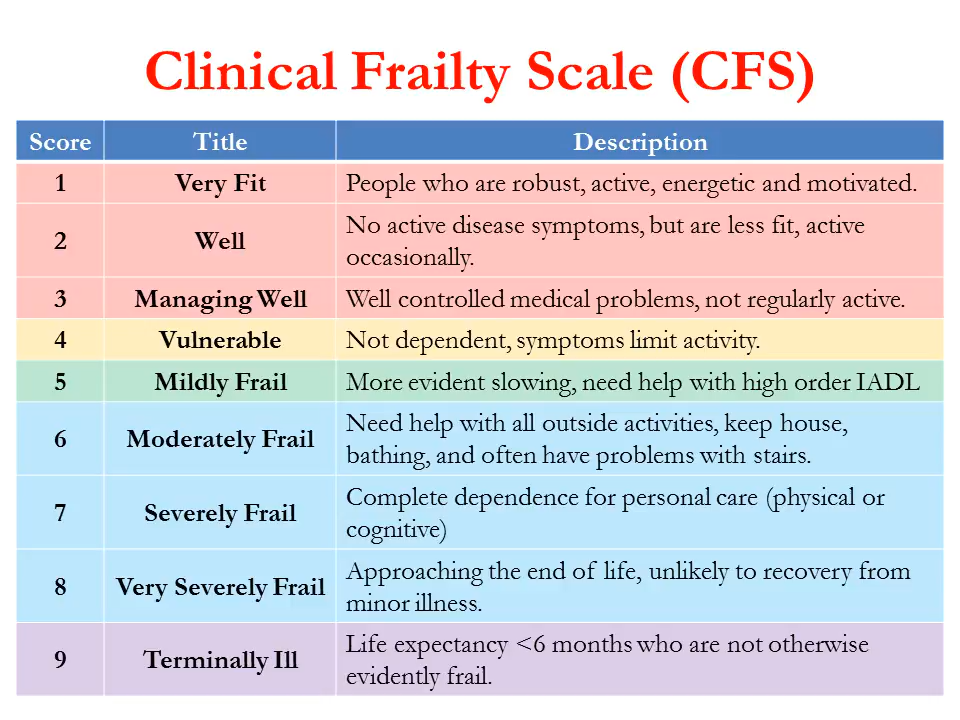 Clinical Frailty Scale (CFS)
Score Title Description
1 Very Fit People who are robust, active, energetic and motivated.
2 Well No active disease symptoms, but are less fit, active
occasionally.
3 Managing Well Well controlled medical problems, not regularly active.
4 Vulnerable Not dependent, symptoms limit activity.
5 Mildly Frail More evident slowing, need help with high order IADL
6 Moderately Frail Need help with all outside activities, keep house,
bathing, and often have problems with stairs.
7 Severely Frail Complete dependence for personal care (physical or
cognitive)
8 Very Severely Frail Approaching the end of life, unlikely to recovery from
minor illness.
9 Terminally Ill Life expectancy <6 months who are not otherwise
evidently frail.